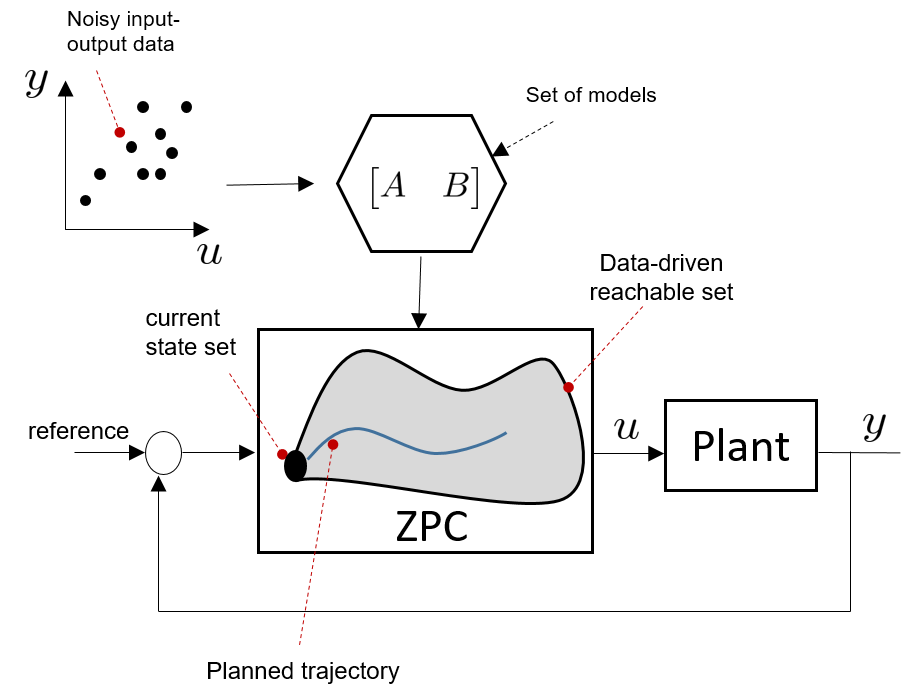 Noisy input-
output data
y
u
Set of models
[A B]
Data-driven
reachable set
current
state set
reference
ZPC
u
Plant
y
Planned trajectory